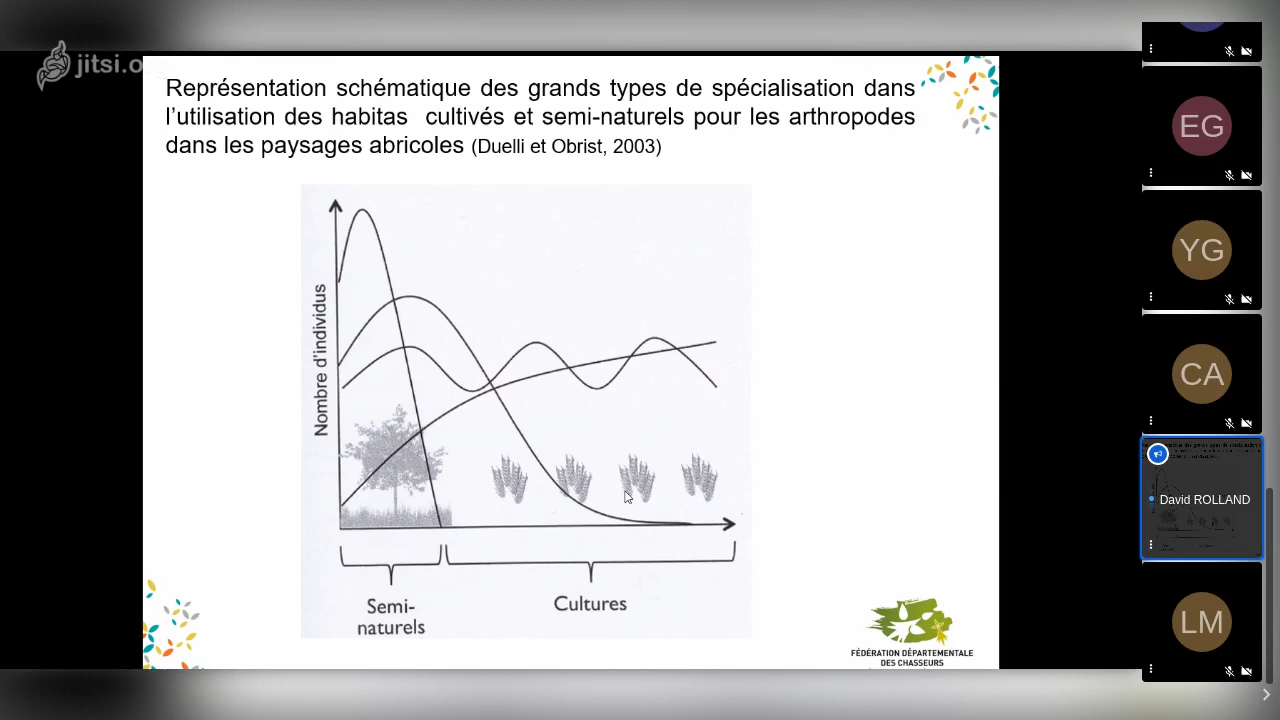 jitsi.o
Représentation schématique des grands types de spécialisation dans
l'utilisation des habitas cultivés et semi-naturels pour les arthropodes
dans les paysages abricoles (Duelli et Obrist, 2003)
Nombre d'individus
Semi-
naturels
Cultures
FÉDÉRATION DÉPARTEMENTALE
DES CHASSEURS
EG
YG
CA
David ROLLAND
LM